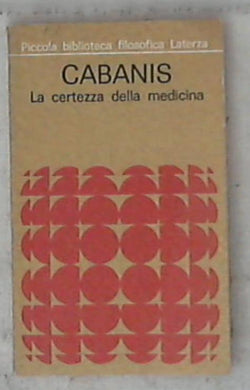 Piccola biblioteca filosofica Laterza
CABANIS
La certezza della medicina